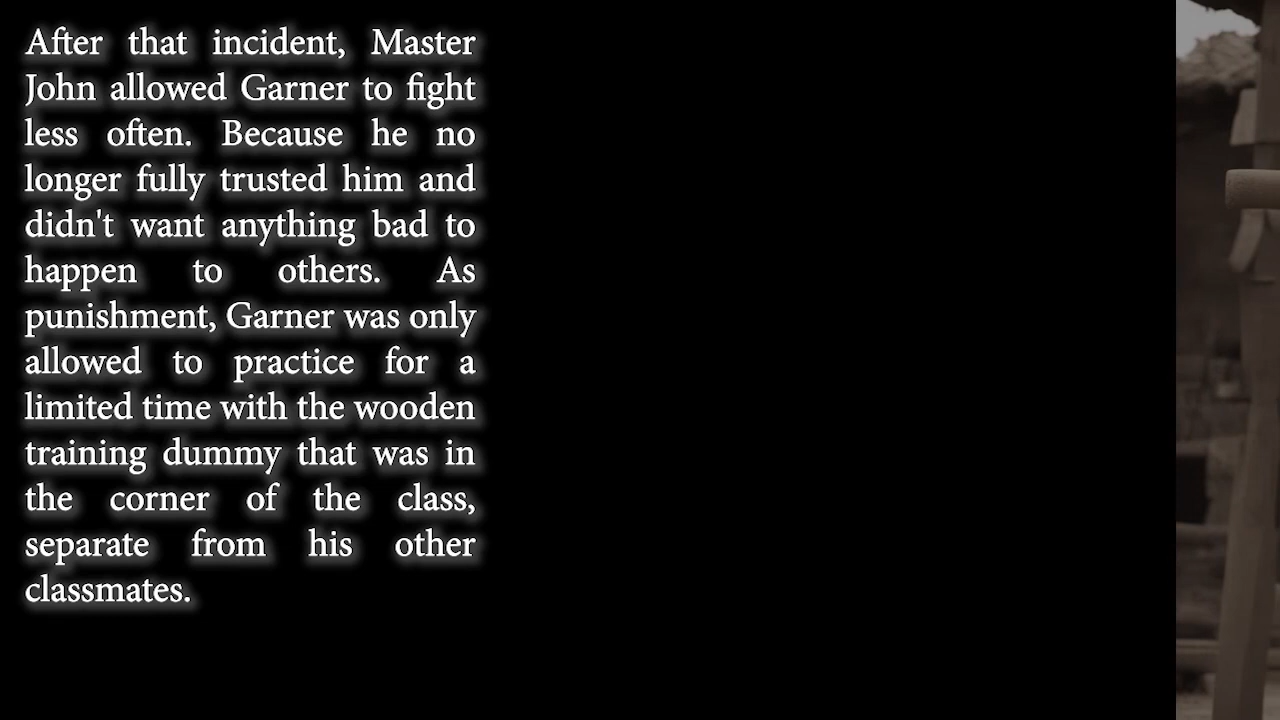 After that incident, Master
John allowed Garner to fight
less often. Because he no
longer fully trusted him and
didn't want anything bad to
happen to others. As
punishment, Garner was only
allowed to practice for a
limited time with the wooden
training dummy that was in
the corner of the class,
separate from his other
classmates.